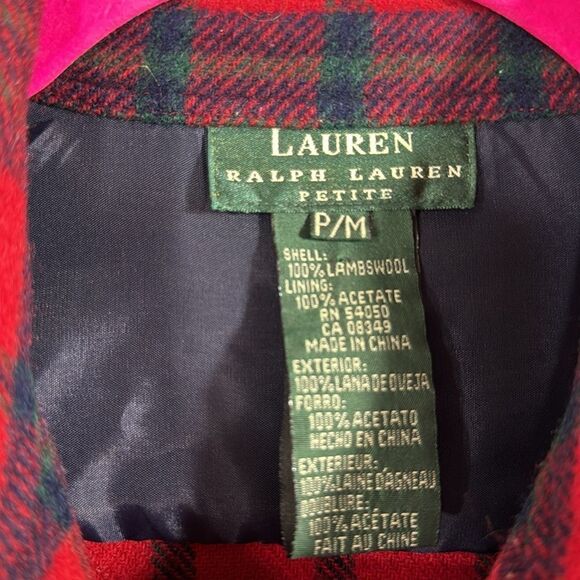 LAUREN
RALPH LAUREN
PETITE
P/M
SHELL:
100% LAMBSWOOL
LINING:
100% ACETATE
RN 54050
CA 08349
MADE IN CHINA
EXTERIOR:
100% LANA DE OVEJA
FORRO:
100% ACETATO
HECHO EN CHINA
EXTERIEUR:
100% LAINE D'AGNEAU
DOUBLURE:
100% ACÉTATE
FAIT AU CHINE